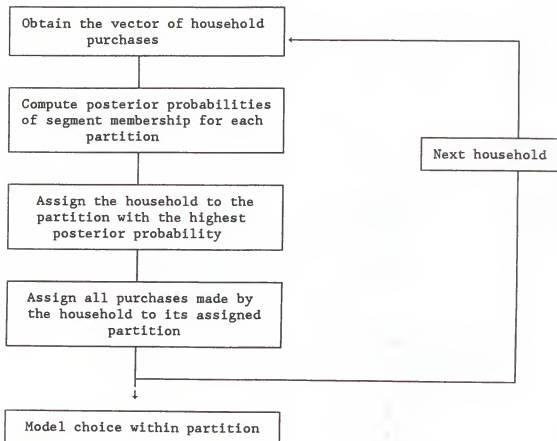 Obtain the vector of household
purchases
Compute posterior probabilities
of segment membership for each
partition
Next household
Assign the household to the
partition with the highest
posterior probability
Assign all purchases made by
the household to its assigned
partition
Model choice within partition